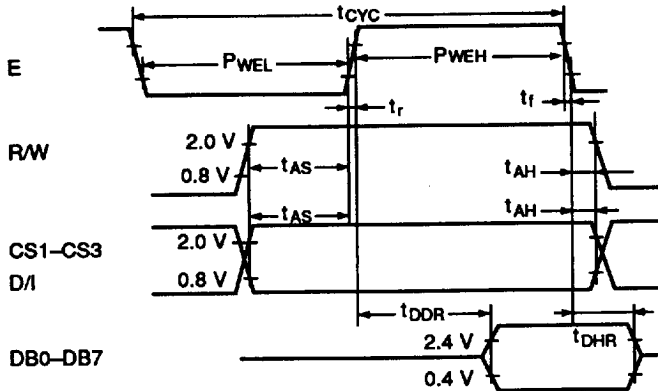 tCYC
E
PWEL
PWEH
tr
tf
R/W
2.0 V
0.8 V
tAS
tAH
tAS
tAH
CS1–CS3
2.0 V
D/I
0.8 V
tDDR
tDHR
DB0–DB7
2.4 V
0.4 V